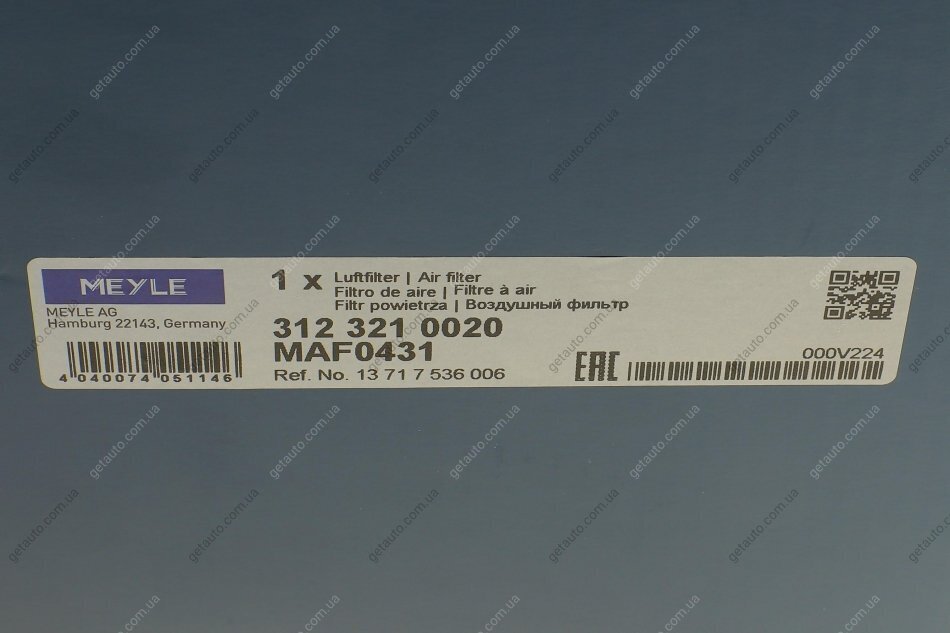 MEYLE
MEYLE AG
Hamburg 22143, Germany
4 040074 051146
1 x Luftfilter | Air filter
Filtro de aire | Filtre à air
Filtr powietrza | Воздушный фильтр
312 321 0020
MAF0431
Ref. No. 13 71 7 536 006
EAC
000V224
getauto.com.ua